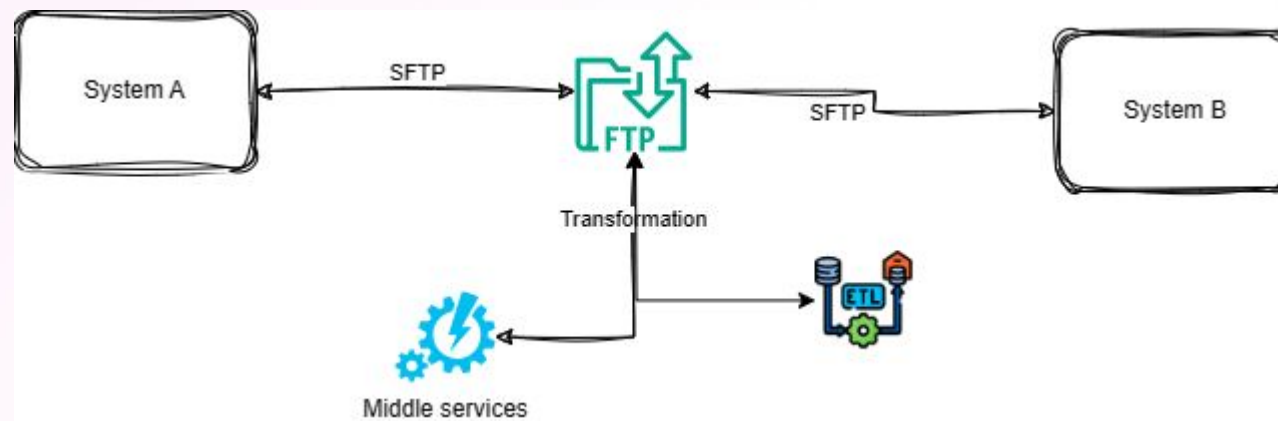 System A
SFTP
FTP
SFTP
System B
Transformation
ETL
Middle services